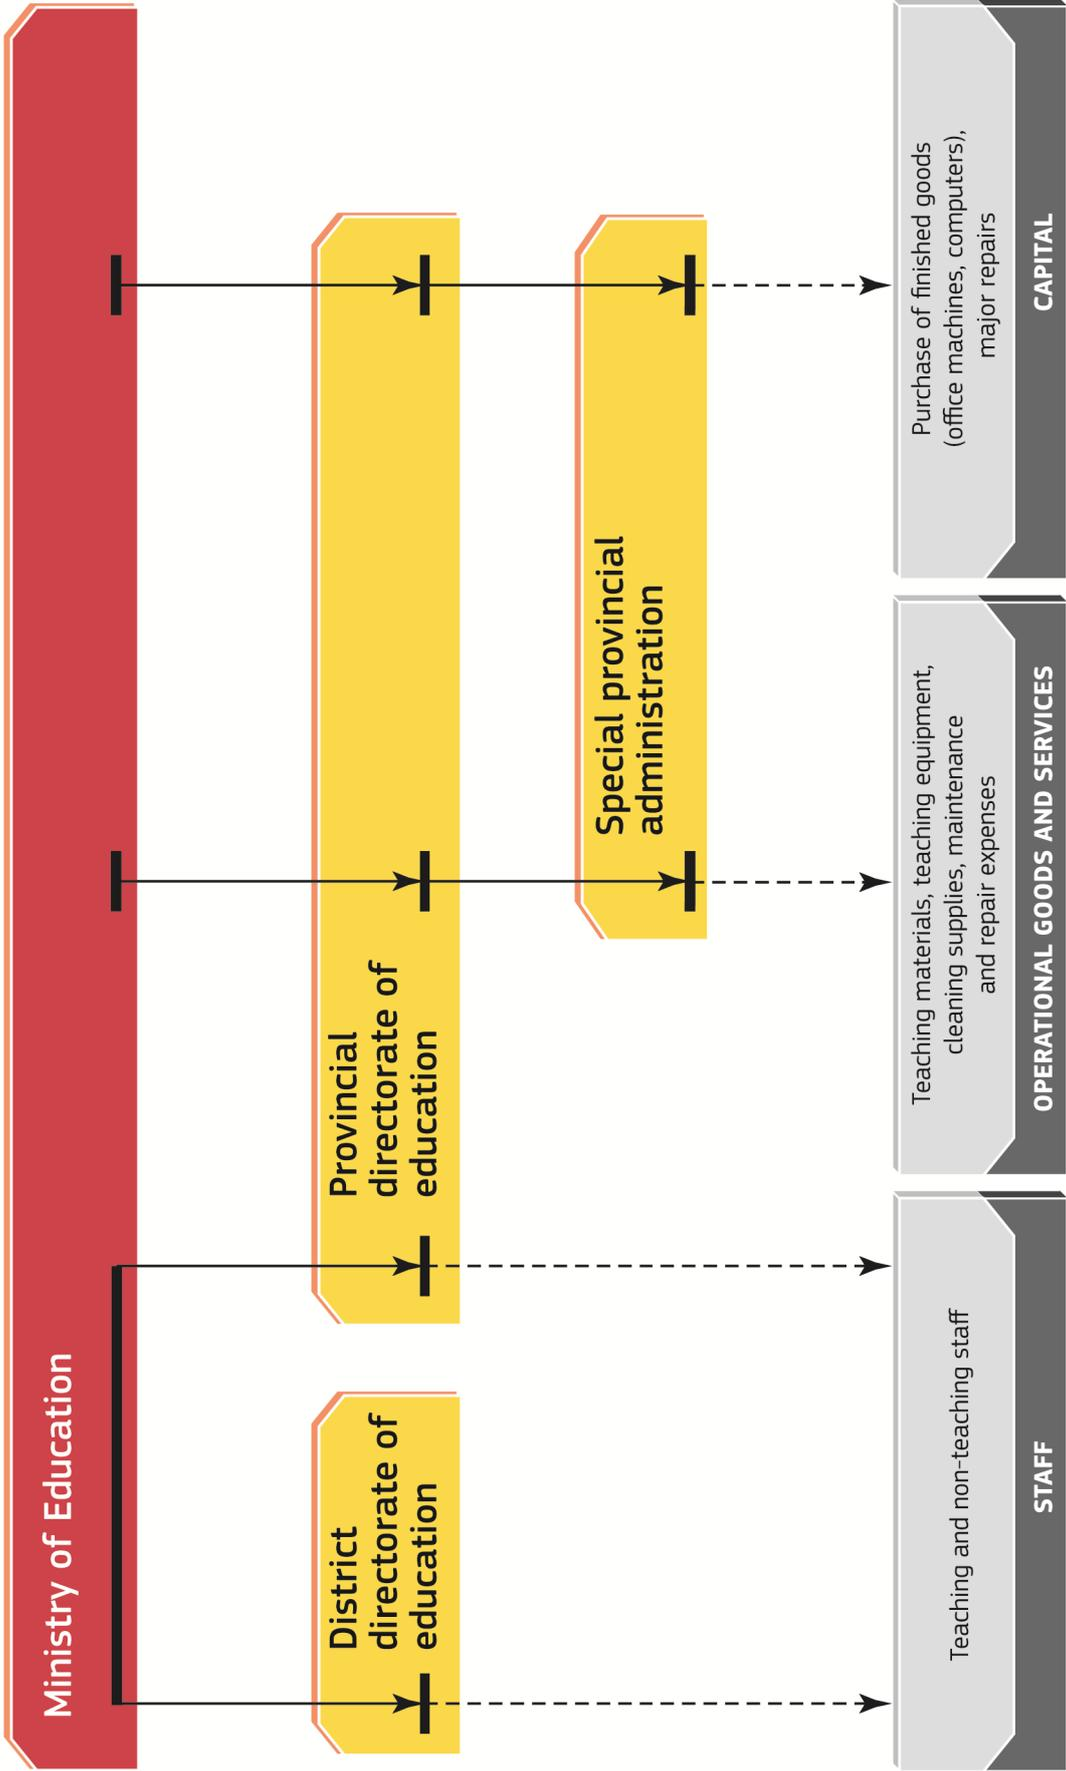 Ministry of Education
District
directorate of
education
Provincial
directorate of
education
Special provincial
administration
Teaching and non-teaching staff
STAFF
Teaching materials, teaching equipment,
cleaning supplies, maintenance
and repair expenses
OPERATIONAL GOODS AND SERVICES
Purchase of finished goods
(office machines, computers),
major repairs
CAPITAL